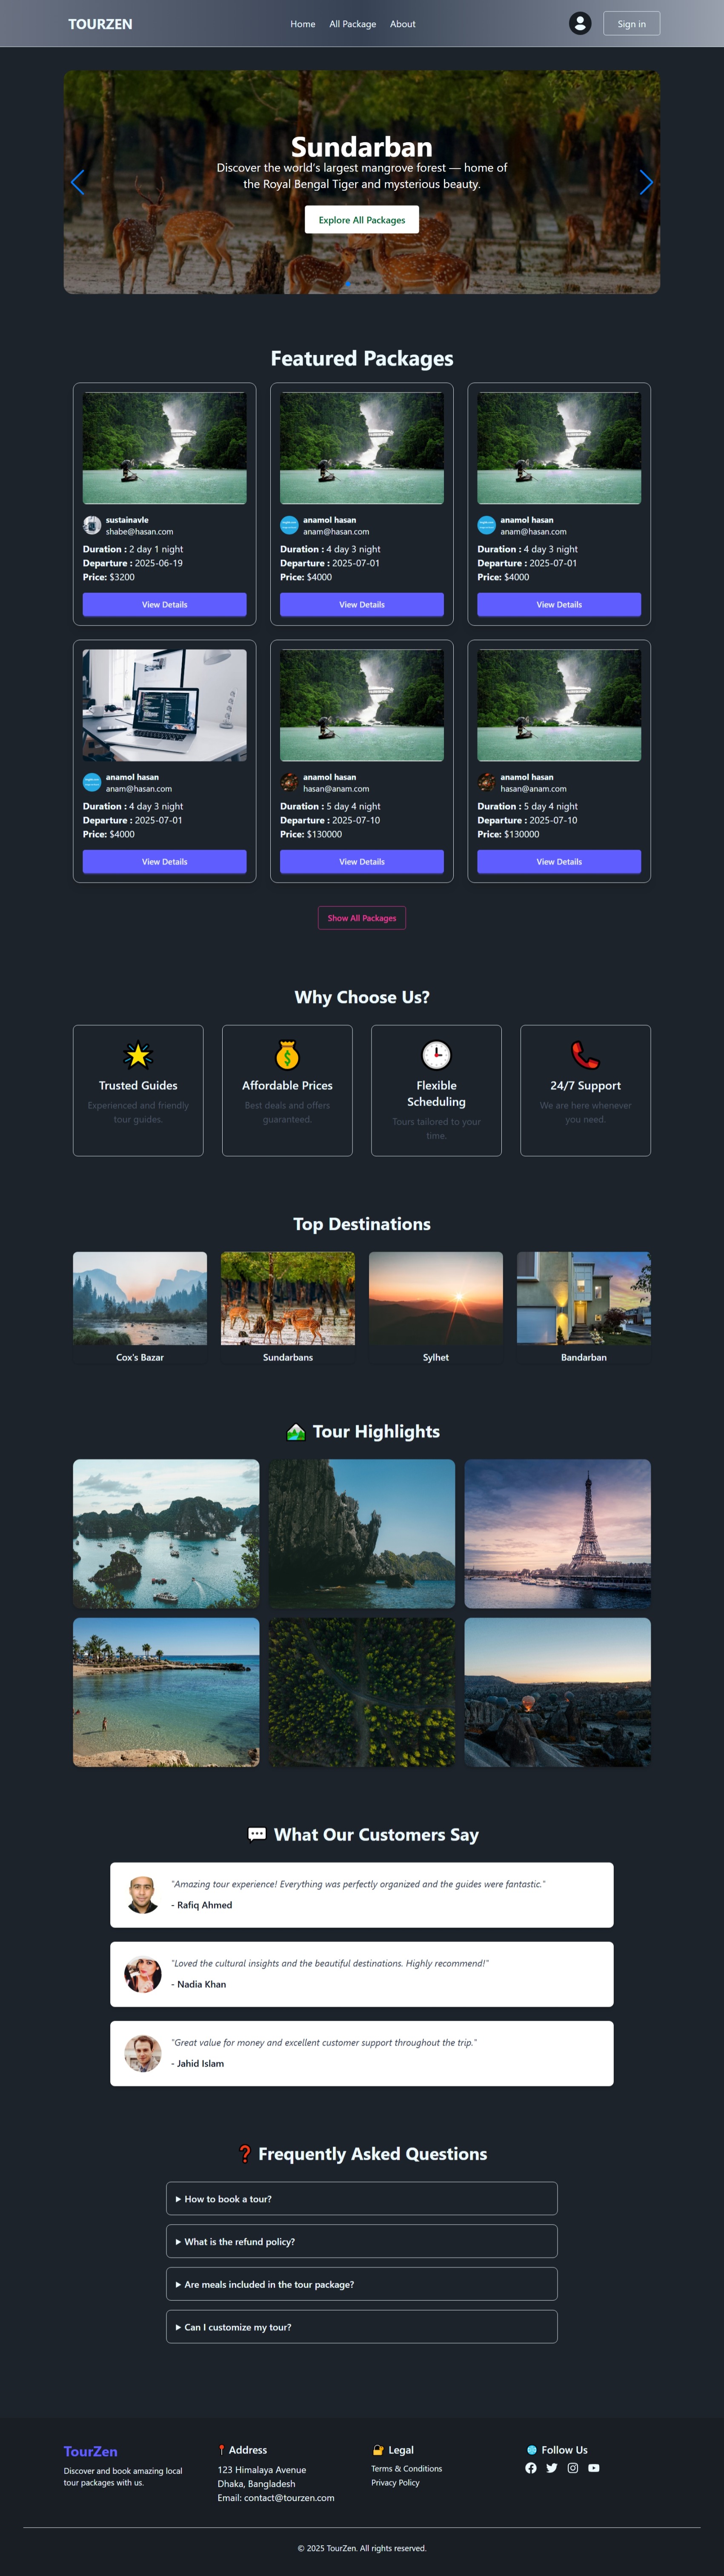 TOURZEN
Home
All Package
About
Sign in
Sundarban
Discover the world's largest mangrove forest — home of
the Royal Bengal Tiger and mysterious beauty.
Explore All Packages
Featured Packages
sustainavle
shabe@hasan.com
Duration : 2 day 1 night
Departure : 2025-06-19
Price: $3200
View Details
anamol hasan
anam@hasan.com
Duration : 4 day 3 night
Departure : 2025-07-01
Price: $4000
View Details
anamol hasan
anam@hasan.com
Duration : 4 day 3 night
Departure : 2025-07-01
Price: $4000
View Details
anamol hasan
anam@hasan.com
Duration : 4 day 3 night
Departure : 2025-07-01
Price: $4000
View Details
anamol hasan
hasan@anam.com
Duration : 5 day 4 night
Departure : 2025-07-10
Price: $130000
View Details
anamol hasan
hasan@anam.com
Duration : 5 day 4 night
Departure : 2025-07-10
Price: $130000
View Details
Show All Packages
Why Choose Us?
Trusted Guides
Experienced and friendly
tour guides.
Affordable Prices
Best deals and offers
guaranteed.
Flexible
Scheduling
Tours tailored to your
time.
24/7 Support
We are here whenever
you need.
Top Destinations
Cox's Bazar
Sundarbans
Sylhet
Bandarban
Tour Highlights
What Our Customers Say
"Amazing tour experience! Everything was perfectly organized and the guides were fantastic."
- Rafiq Ahmed
"Loved the cultural insights and the beautiful destinations. Highly recommend!"
- Nadia Khan
"Great value for money and excellent customer support throughout the trip."
- Jahid Islam
Frequently Asked Questions
How to book a tour?
What is the refund policy?
Are meals included in the tour package?
Can I customize my tour?
TourZen
Discover and book amazing local
tour packages with us.
Address
123 Himalaya Avenue
Dhaka, Bangladesh
Email: contact@tourzen.com
Legal
Terms & Conditions
Privacy Policy
Follow Us
© 2025 TourZen. All rights reserved.